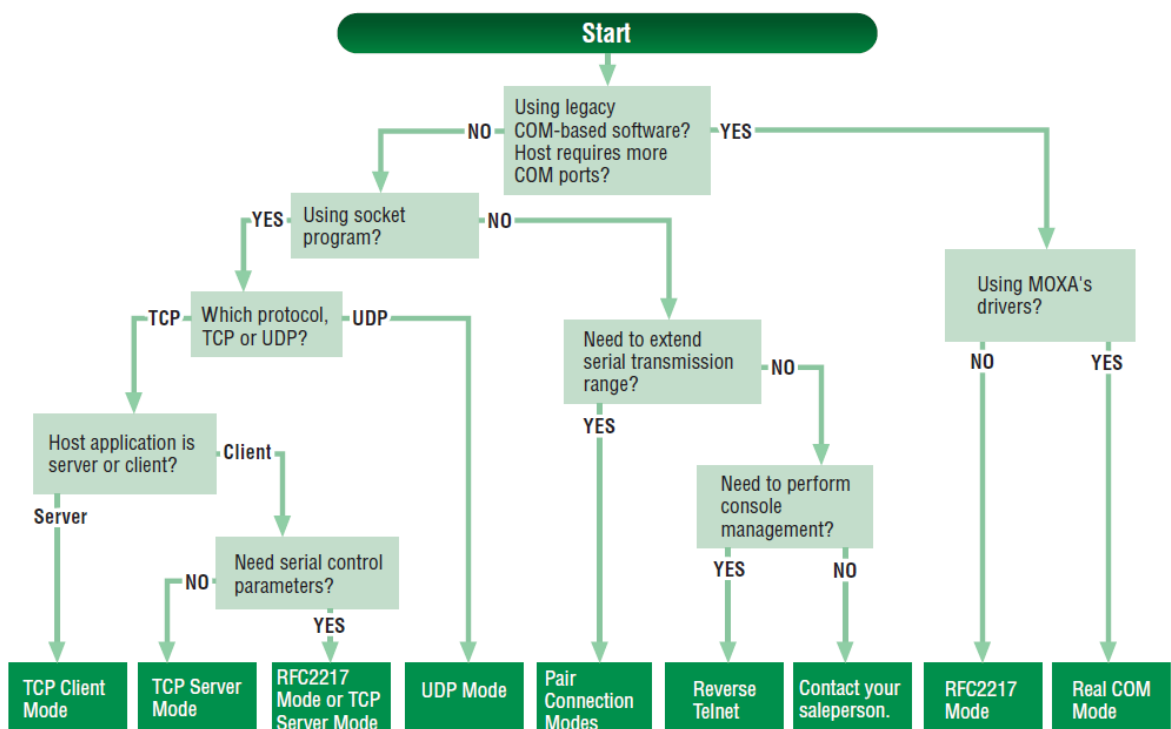 Start
Using legacy
COM-based software?
Host requires more
COM ports?
NO
YES
Using socket
program?
YES
NO
Using MOXA's
drivers?
Which protocol,
TCP or UDP?
TCP
UDP
Need to extend
serial transmission
range?
NO
NO
YES
YES
Host application is
server or client?
Client
Server
Need to perform
console
management?
YES
NO
Need serial control
parameters?
NO
YES
TCP Client
Mode
TCP Server
Mode
RFC2217
Mode or TCP
Server Mode
UDP Mode
Pair
Connection
Modes
Reverse
Telnet
Contact your
saleperson.
RFC2217
Mode
Real COM
Mode